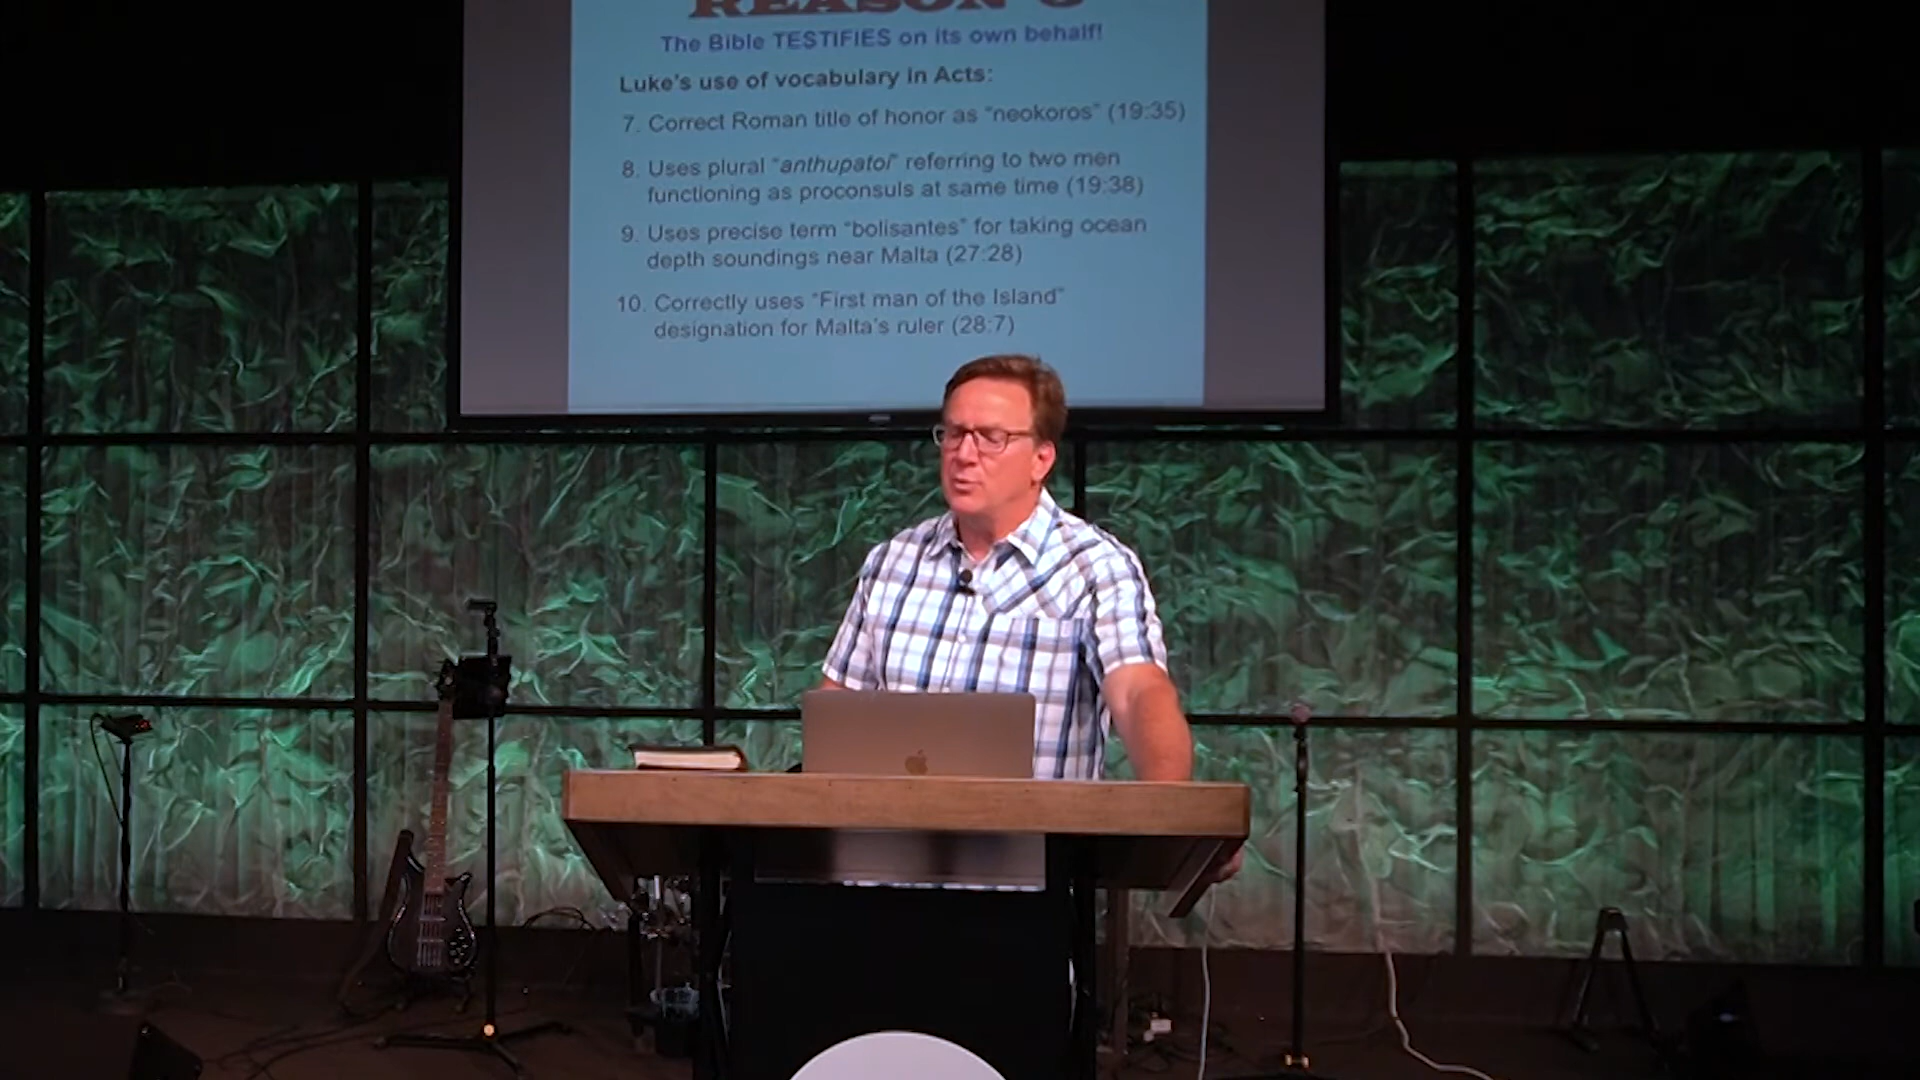 REASON 6
The Bible TESTIFIES on its own behalf!
Luke's use of vocabulary in Acts:
7. Correct Roman title of honor as "neokoros" (19:35)
8. Uses plural "anthupatoi" referring to two men
functioning as proconsuls at same time (19:38)
9. Uses precise term "bolisantes" for taking ocean
depth soundings near Malta (27:28)
10. Correctly uses "First man of the Island"
designation for Malta's ruler (28:7)